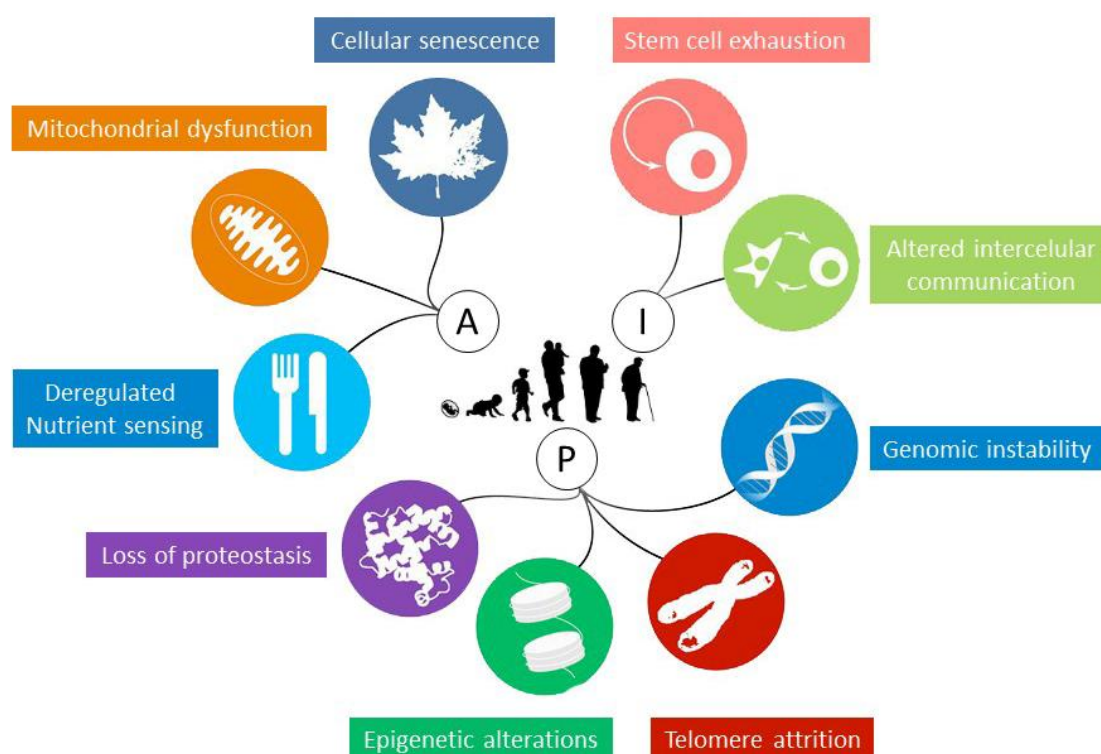 Cellular senescence
Stem cell exhaustion
Mitochondrial dysfunction
Altered intercelular
communication
A
I
Deregulated
Nutrient sensing
P
Genomic instability
Loss of proteostasis
Epigenetic alterations
Telomere attrition